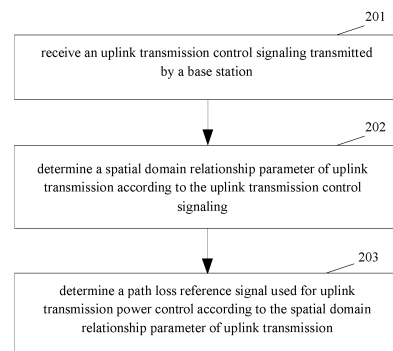 201
receive an uplink transmission control signaling transmitted
by a base station
202
determine a spatial domain relationship parameter of uplink
transmission according to the uplink transmission control
signaling
203
determine a path loss reference signal used for uplink
transmission power control according to the spatial domain
relationship parameter of uplink transmission